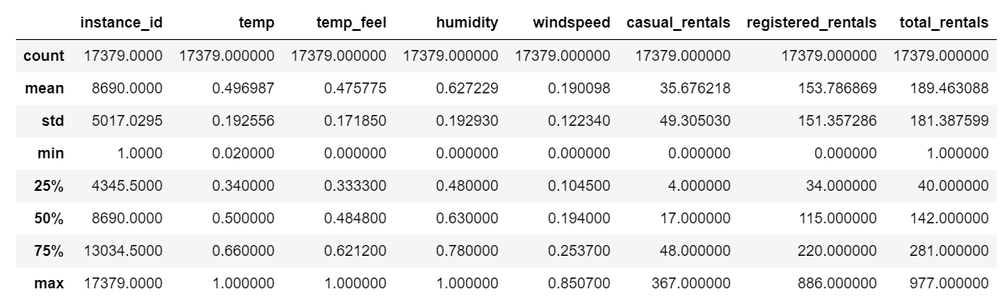 instance_id temp temp_feel humidity windspeed casual_rentals registered_rentals total_rentals
count 17379.0000 17379.000000 17379.000000 17379.000000 17379.000000 17379.000000 17379.000000 17379.000000
mean 8690.0000 0.496987 0.475775 0.627229 0.190098 35.676218 153.786869 189.463088
std 5017.0295 0.192556 0.171850 0.192930 0.122340 49.305030 151.357286 181.387599
min 1.0000 0.020000 0.000000 0.000000 0.000000 0.000000 0.000000 1.000000
25% 4345.5000 0.340000 0.333300 0.480000 0.104500 4.000000 34.000000 40.000000
50% 8690.0000 0.500000 0.484800 0.630000 0.194000 17.000000 115.000000 142.000000
75% 13034.5000 0.660000 0.621200 0.780000 0.253700 48.000000 220.000000 281.000000
max 17379.0000 1.000000 1.000000 1.000000 0.850700 367.000000 886.000000 977.000000